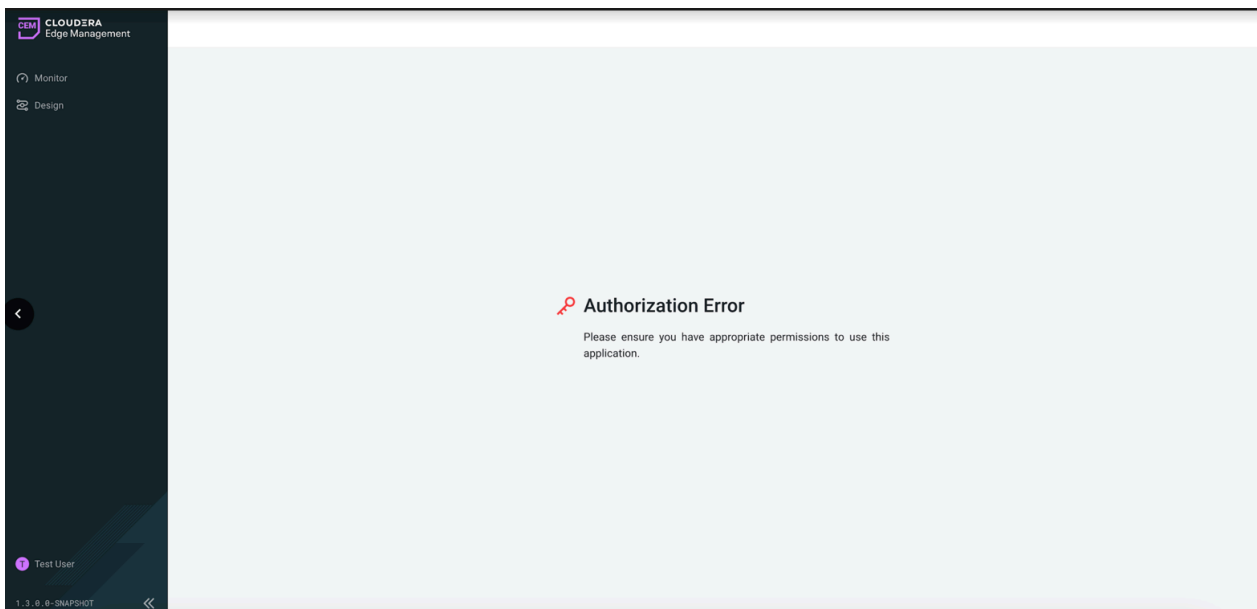 CEM
CLOUDERA
Edge Management
Monitor
Design
Authorization Error
Please ensure you have appropriate permissions to use this
application.
T
Test User
1.3.0.0-SNAPSHOT